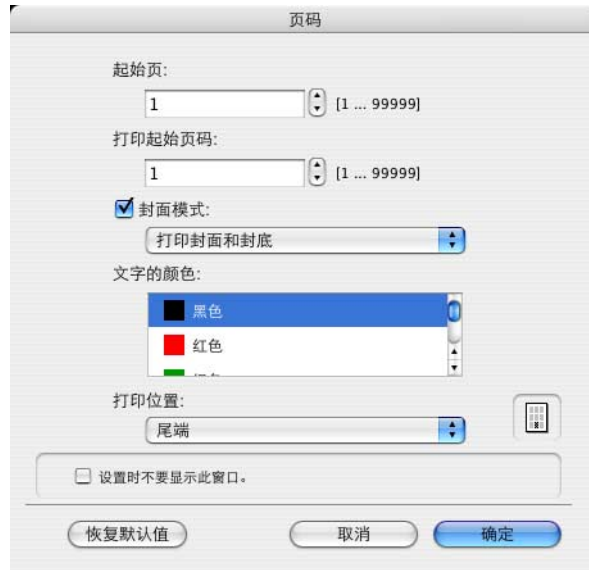 页码
起始页:
1 [1 ... 99999]
打印起始页码:
1 [1 ... 99999]
封面模式:
打印封面和封底
文字的颜色:
黑色
红色
打印位置:
尾端
设置时不要显示此窗口。
恢复默认值 取消 确定